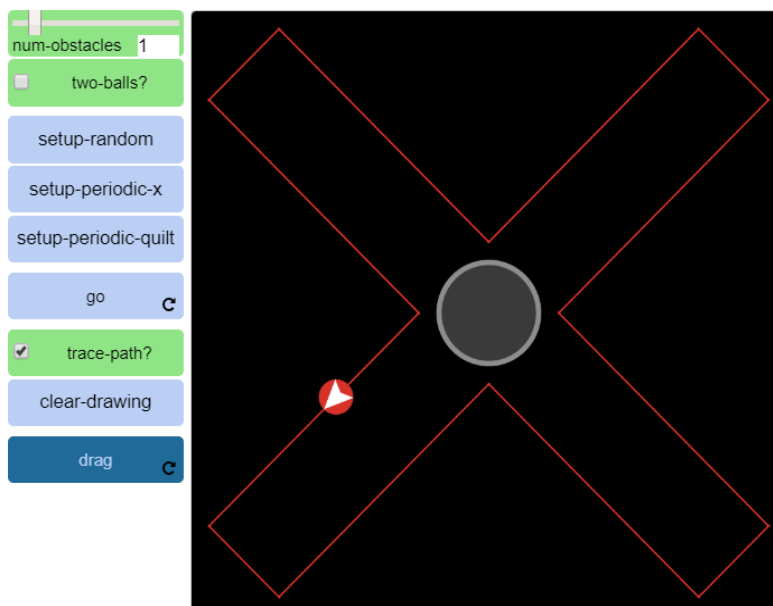 num-obstacles 1
two-balls?
setup-random
setup-periodic-x
setup-periodic-quilt
go
trace-path?
clear-drawing
drag